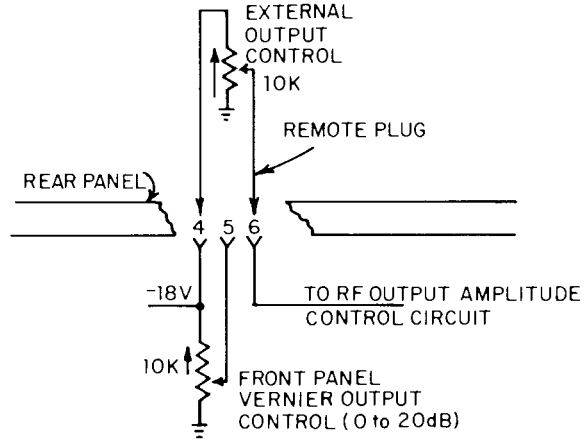 EXTERNAL
OUTPUT
CONTROL
10K
REMOTE PLUG
REAR PANEL
4 5 6
-18V
TO RF OUTPUT AMPLITUDE
CONTROL CIRCUIT
10K
FRONT PANEL
VERNIER OUTPUT
CONTROL (0 to 20dB)